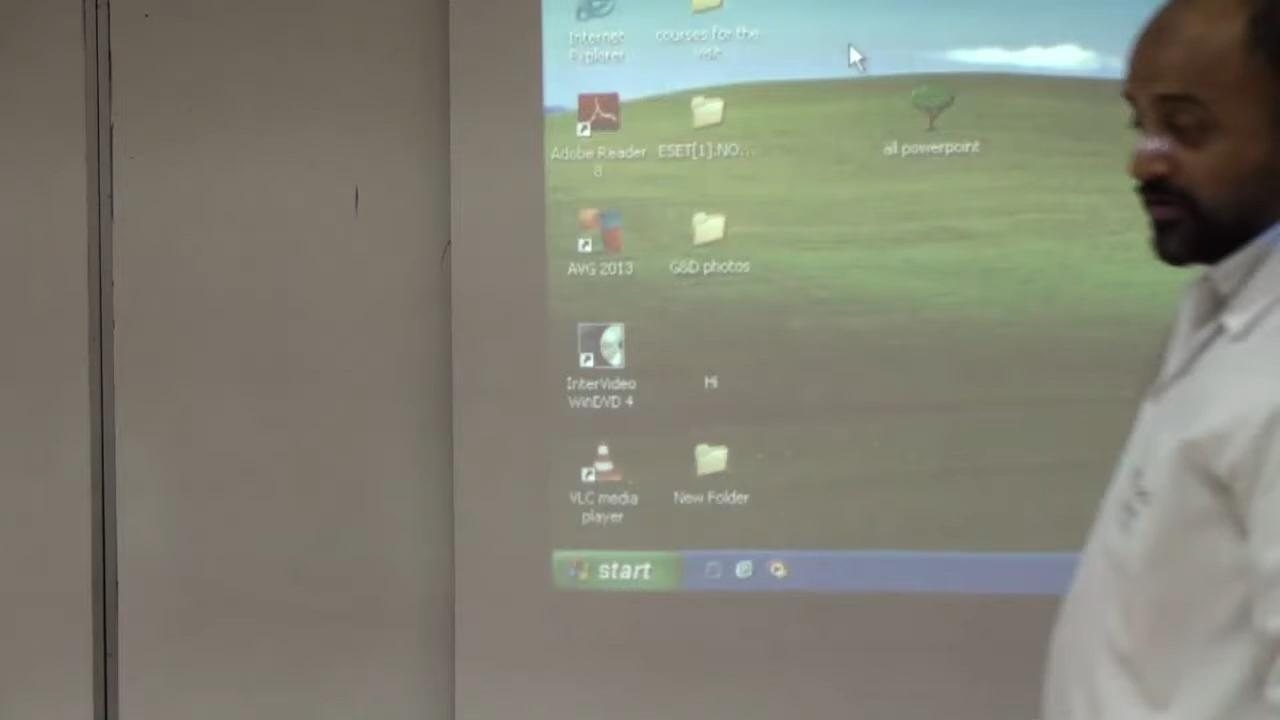 Internet
Explorer
courses for the
visit
Adobe Reader
8
ESET[1].NO...
all powerpoint
AVG 2013
G&D photos
InterVideo
WinDVD 4
Hi
VLC media
player
New Folder
start